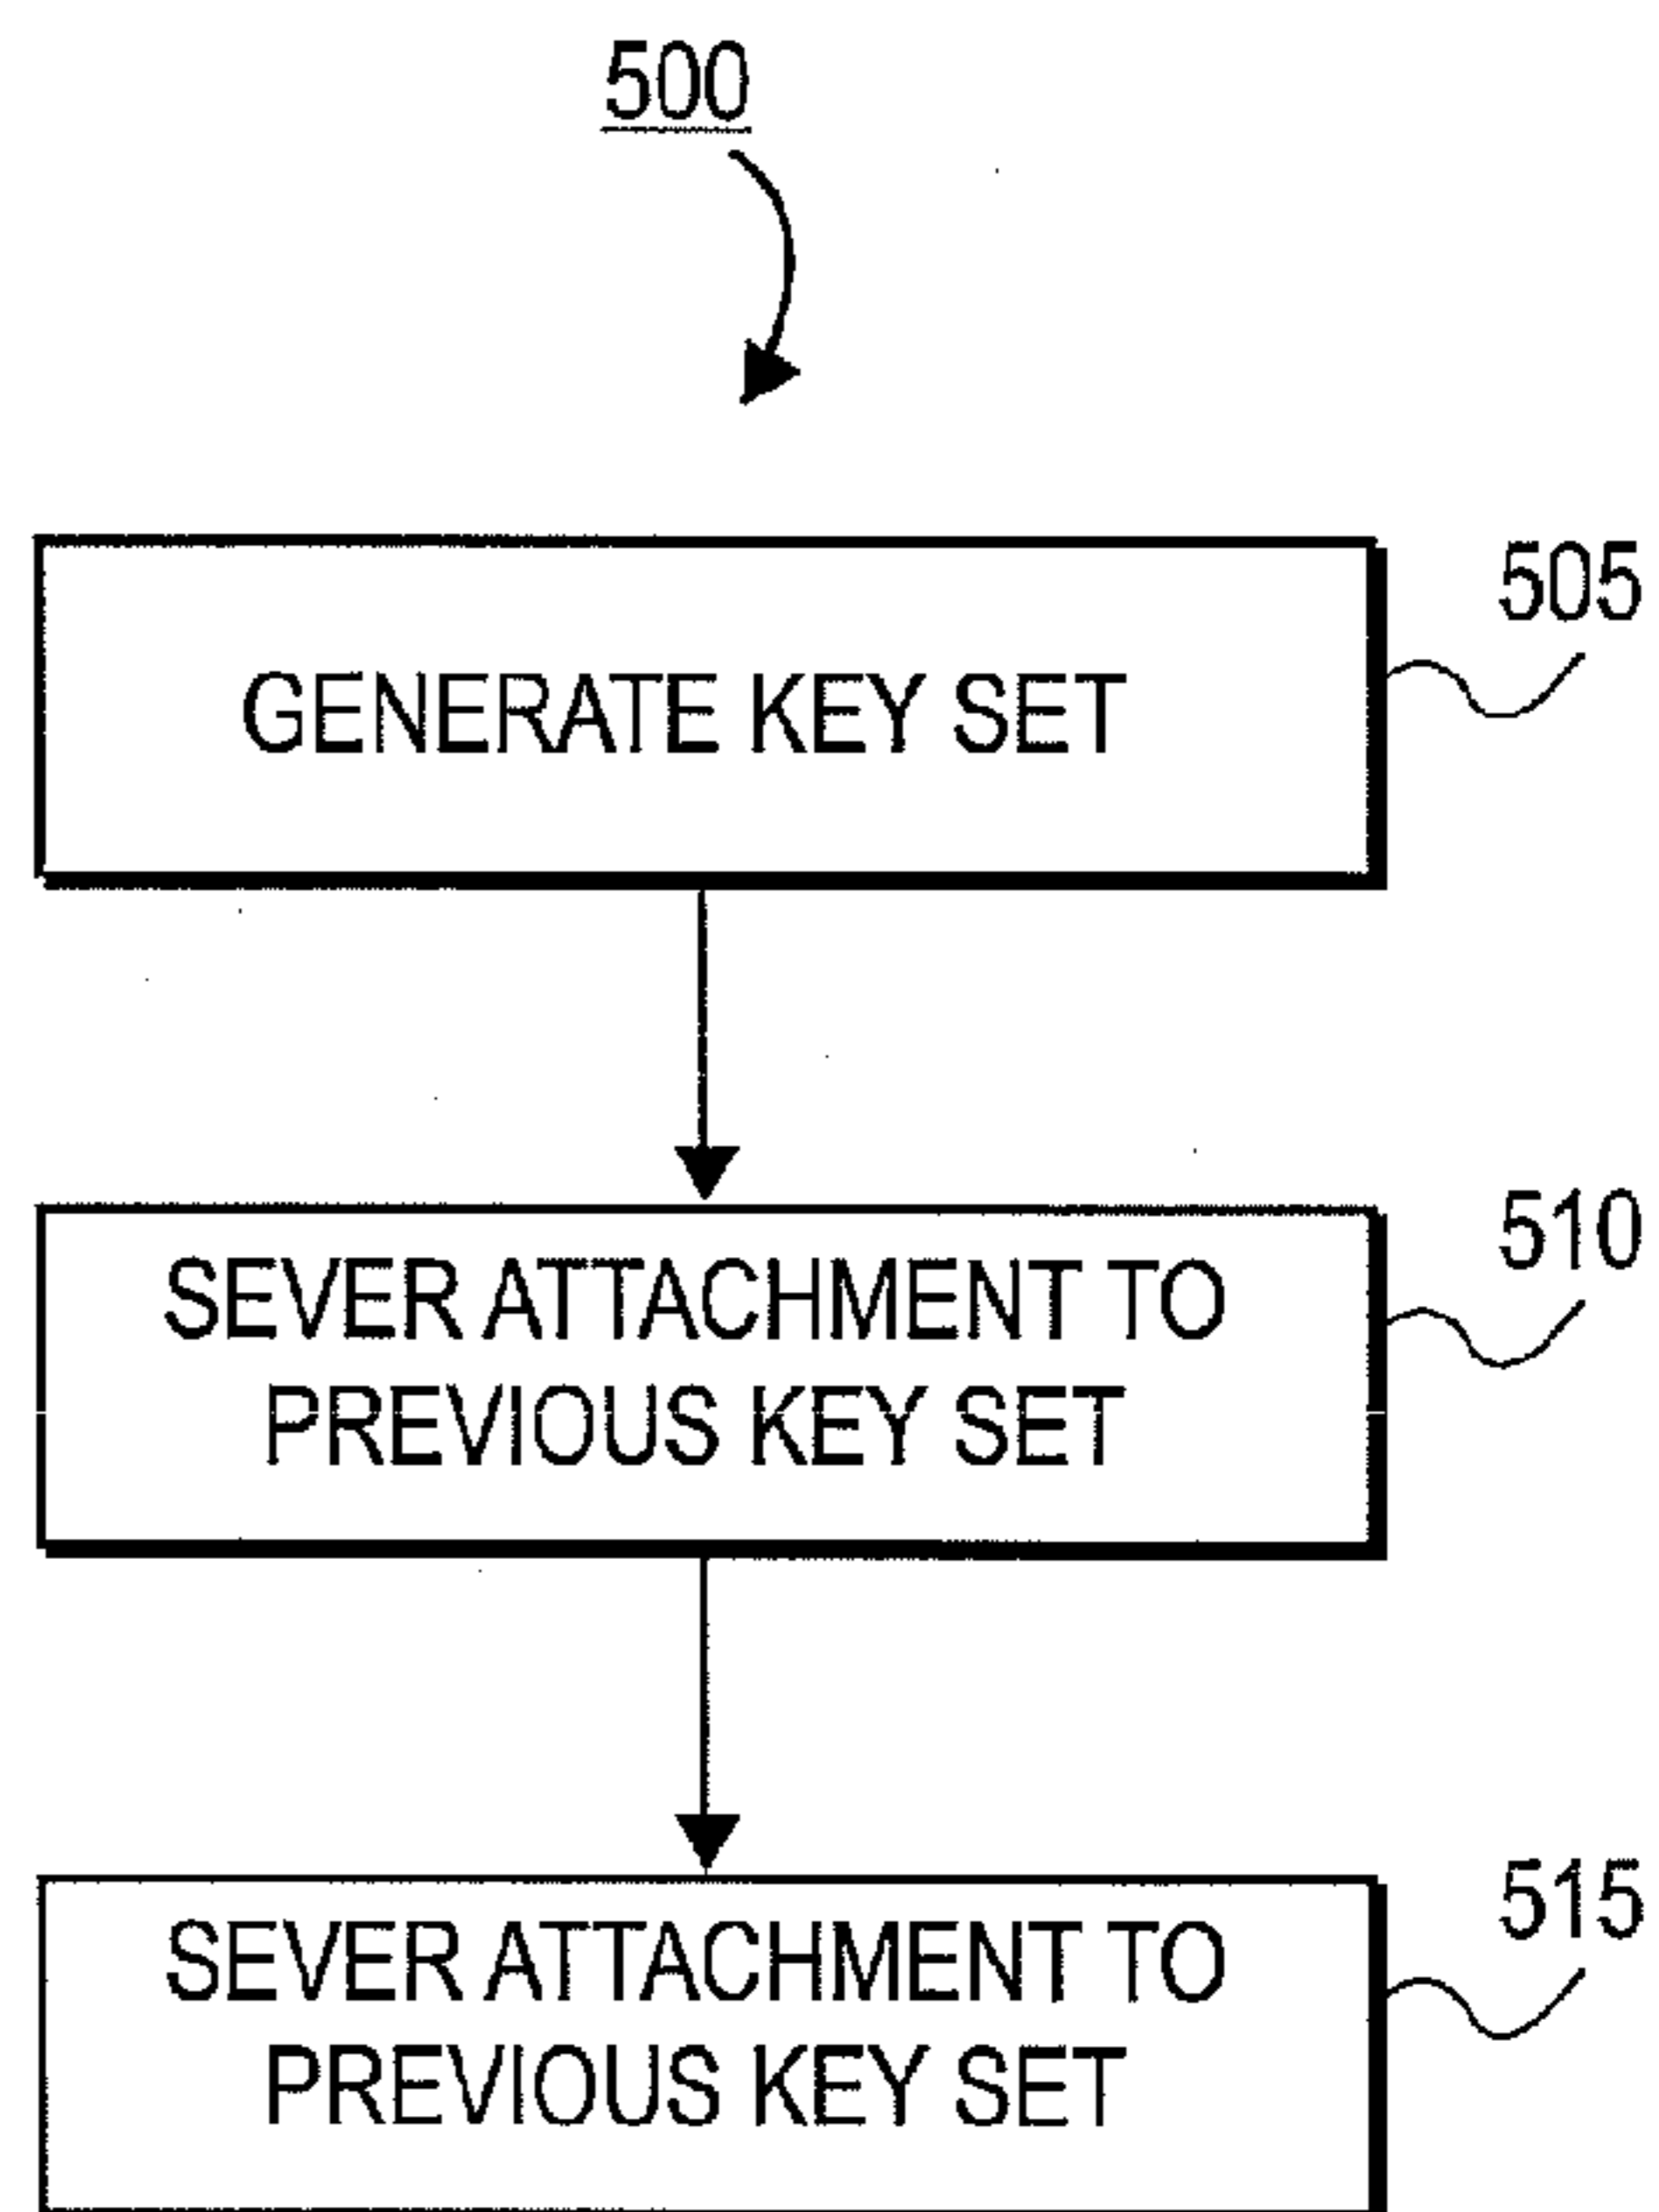 500
GENERATE KEY SET
505
SEVER ATTACHMENT TO
PREVIOUS KEY SET
510
SEVER ATTACHMENT TO
PREVIOUS KEY SET
515